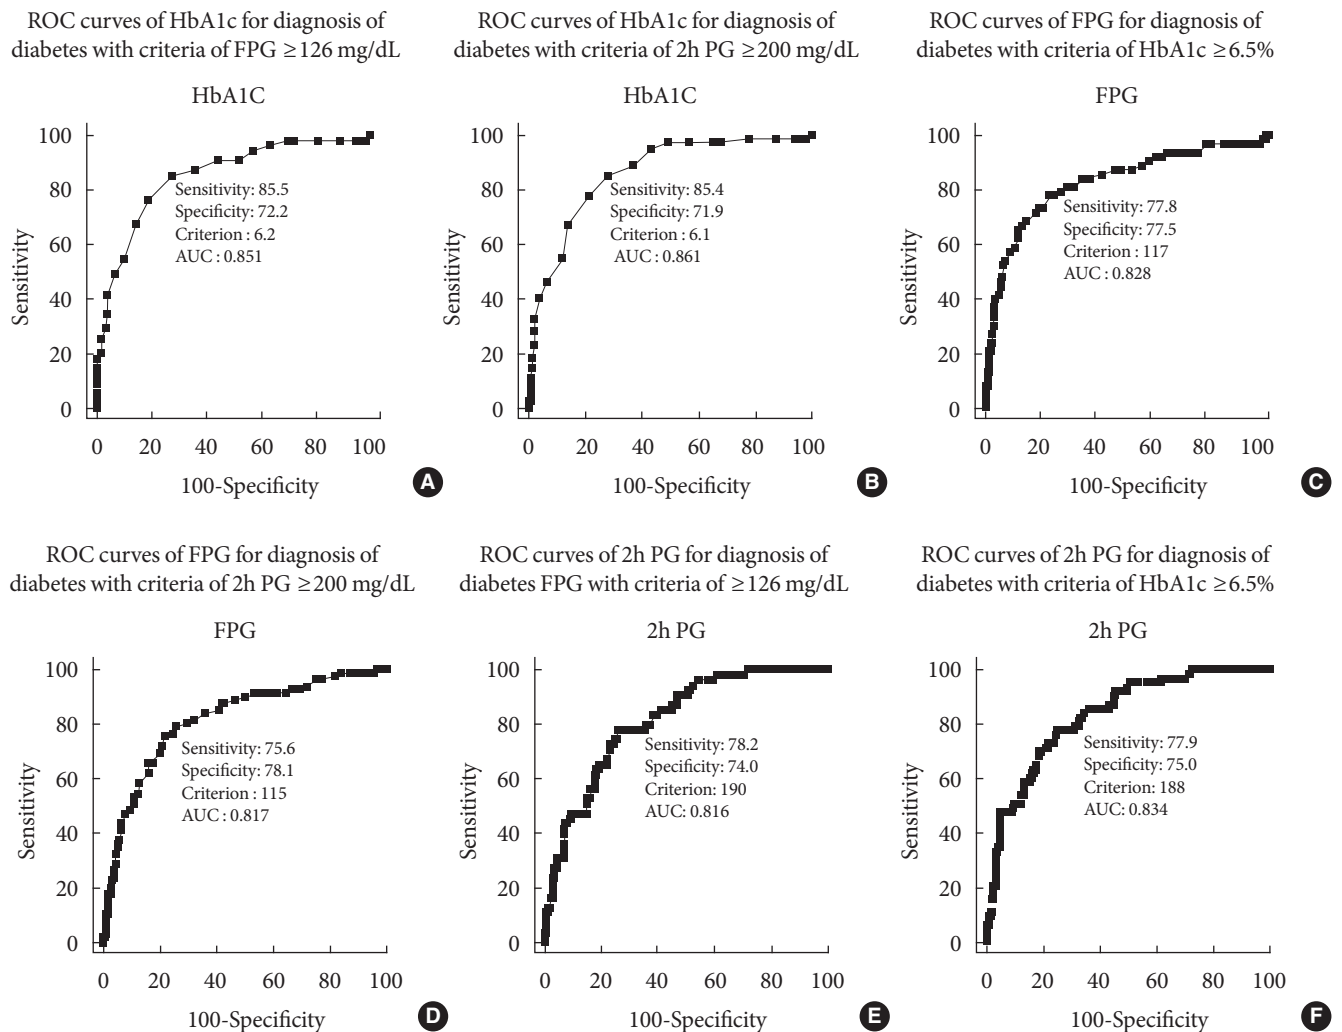 ROC curves of HbA1c for diagnosis of
diabetes with criteria of FPG ≥126 mg/dL
HbA1C
100
80
60
40
20
0
Sensitivity
Sensitivity: 85.5
Specificity: 72.2
Criterion : 6.2
AUC : 0.851
0 20 40 60 80 100
100-Specificity
A
ROC curves of HbA1c for diagnosis of
diabetes with criteria of 2h PG ≥200 mg/dL
HbA1C
100
80
60
40
20
0
Sensitivity
Sensitivity: 85.4
Specificity: 71.9
Criterion : 6.1
AUC : 0.861
0 20 40 60 80 100
100-Specificity
B
ROC curves of FPG for diagnosis of
diabetes with criteria of HbA1c ≥6.5%
FPG
100
80
60
40
20
0
Sensitivity
Sensitivity: 77.8
Specificity: 77.5
Criterion : 117
AUC : 0.828
0 20 40 60 80 100
100-Specificity
C
ROC curves of FPG for diagnosis of
diabetes with criteria of 2h PG ≥200 mg/dL
FPG
100
80
60
40
20
0
Sensitivity
Sensitivity: 75.6
Specificity: 78.1
Criterion : 115
AUC : 0.817
0 20 40 60 80 100
100-Specificity
D
ROC curves of 2h PG for diagnosis of
diabetes FPG with criteria of ≥126 mg/dL
2h PG
100
80
60
40
20
0
Sensitivity
Sensitivity: 78.2
Specificity: 74.0
Criterion: 190
AUC: 0.816
0 20 40 60 80 100
100-Specificity
E
ROC curves of 2h PG for diagnosis of
diabetes with criteria of HbA1c ≥6.5%
2h PG
100
80
60
40
20
0
Sensitivity
Sensitivity: 77.9
Specificity: 75.0
Criterion: 188
AUC: 0.834
0 20 40 60 80 100
100-Specificity
F